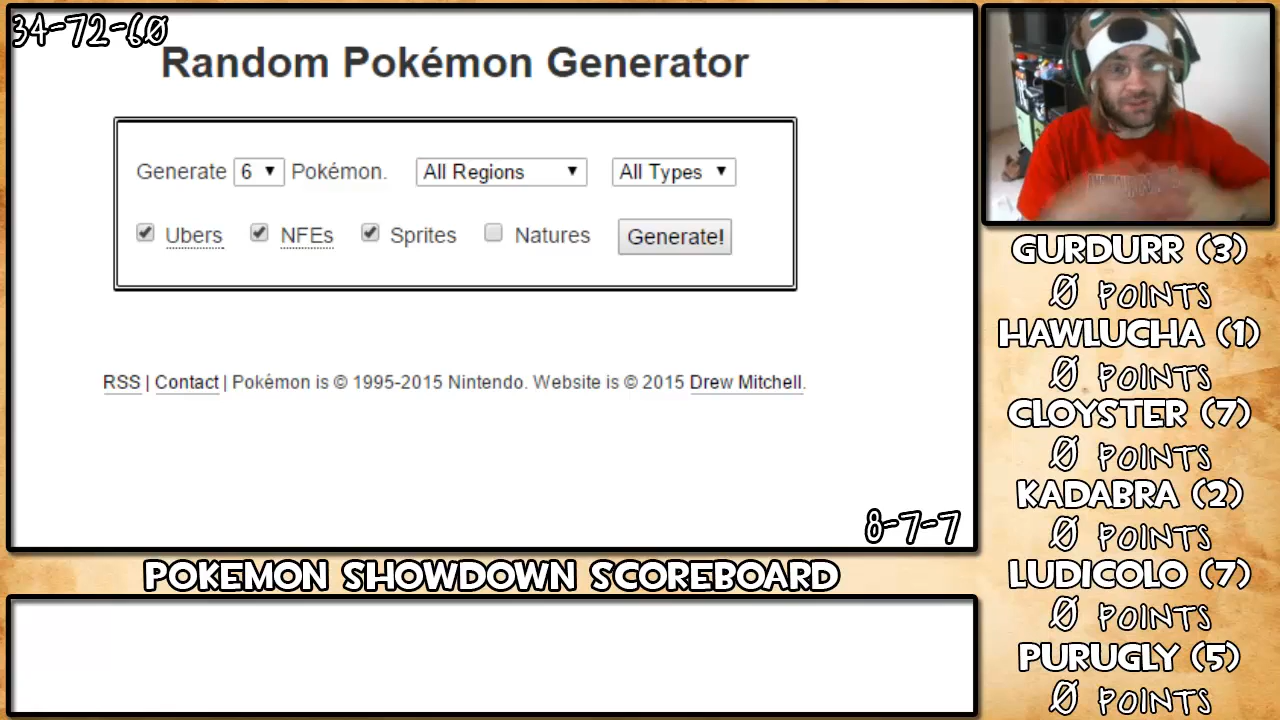 34-72-60
Random Pokémon Generator
Generate 6 Pokémon. All Regions All Types
Ubers NFEs Sprites Natures Generate!
RSS | Contact | Pokémon is © 1995-2015 Nintendo. Website is © 2015 Drew Mitchell.
8-7-7
POKEMON SHOWDOWN SCOREBOARD
GURDURR (3)
0 POINTS
HAWLUCHA (1)
0 POINTS
CLOYSTER (7)
0 POINTS
KADABRA (2)
0 POINTS
LUDICOLO (7)
0 POINTS
PURUGLY (5)
0 POINTS